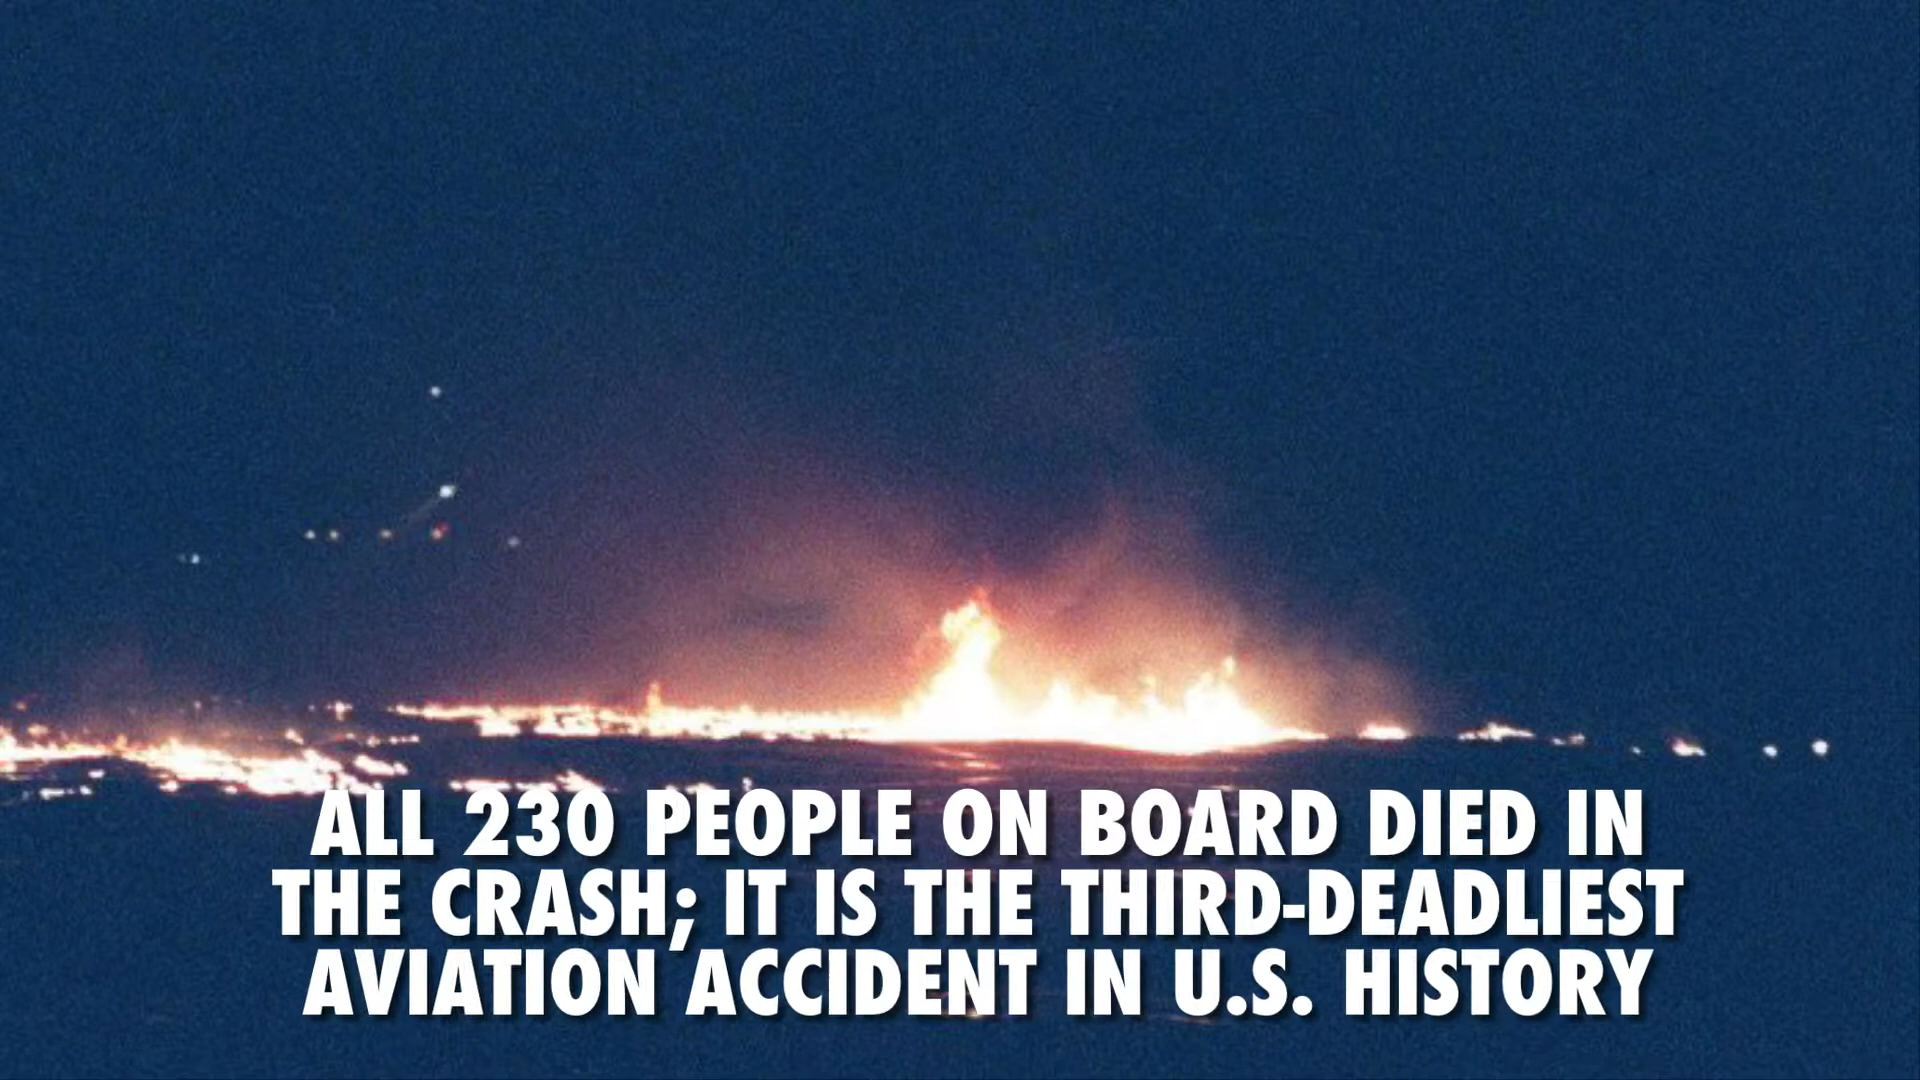 ALL 230 PEOPLE ON BOARD DIED IN
THE CRASH; IT IS THE THIRD-DEADLIEST
AVIATION ACCIDENT IN U.S. HISTORY